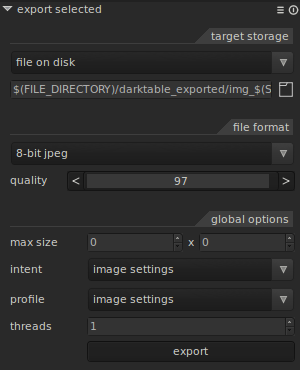 export selected
target storage
file on disk
$(FILE_DIRECTORY)/darktable_exported/img_$(S
file format
8-bit jpeg
quality < 97 >
global options
max size 0 x 0
intent image settings
profile image settings
threads 1
export